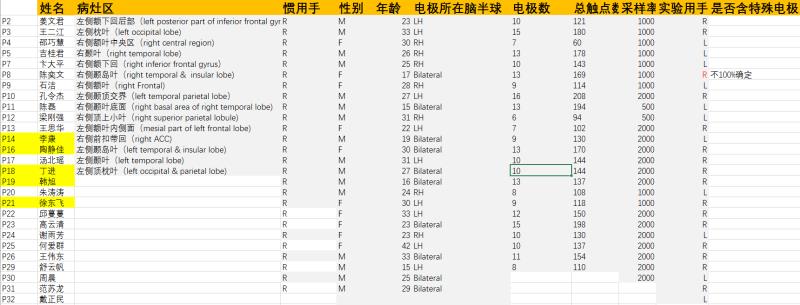 姓名 病灶区 惯用手 性别 年龄 电极所在脑半球 电极数 总触点数 采样率 实验用手 是否含特殊电极
P2 姜文君 左侧额下回后部（left posterior part of inferior frontal gyr R M 23 LH 10 121 1000 R
P3 王二江 左侧枕叶（left occipital lobe） R M 33 LH 15 180 1000 R
P4 邵巧慧 右侧额叶中央区（right central region） R F 30 RH 7 60 1000 L
P5 吉桂君 右颞叶（right temporal lobe） R M 26 RH 13 178 1000 L
P7 卞大平 右侧额下回（right inferior frontal gyrus） R M 25 RH 10 143 1000 L
P8 陈奕文 右侧颞岛叶（right temporal & insular lobe） R F 17 Bilateral 13 169 1000 R 不100%确定
P9 石洁 右侧额叶（right Frontal） R F 28 RH 9 114 1000 L
P10 孔令杰 左侧颞顶交界（left temporal parietal lobe） R M 27 LH 16 208 2000 R
P11 陈磊 右侧颞叶底面（right basal area of right temporal lobe） R M 15 Bilateral 13 194 500 L
P12 梁刚强 右侧顶上小叶（right superior parietal lobule） R M 31 RH 6 94 500 L
P13 王思华 左侧额叶内侧面（mesial part of left frontal lobe） R F 22 LH 7 102 2000 R
P14 李康 右侧前扣带回（right ACC） R M 19 Bilateral 9 130 2000 L
P16 陶静佳 左侧颞岛叶（left temporal & insular lobe） R F 30 Bilateral 13 170 2000 R
P17 汤北瑶 左侧颞叶（left temporal lobe） R M 31 LH 10 144 2000 R
P18 丁进 左侧顶枕叶（left occipital & parietal lobe） R M 27 Bilateral 10 144 2000 R
P19 韩旭 R M 16 Bilateral 13 137 2000 R
P20 朱涛涛 R M 24 RH 8 108 1000 L
P21 徐东飞 R F 30 LH 9 118 1000 R
P22 邱蔓蔓 R F 33 LH 12 150 2000 R
P23 高云清 R F 23 Bilateral 15 198 2000 R
P24 谢雨芳 R F 23 RH 10 130 2000 L
P25 何爱群 R F 42 LH 10 137 2000 R
P26 王伟东 R M 33 Bilateral 11 154 2000 R
P29 舒云帆 R M 15 LH 8 110 2000 R
P30 周晨 R M 25 Bilateral 2000 L
P31 范苏龙 R M 29 Bilateral R
P32 戴正民 L